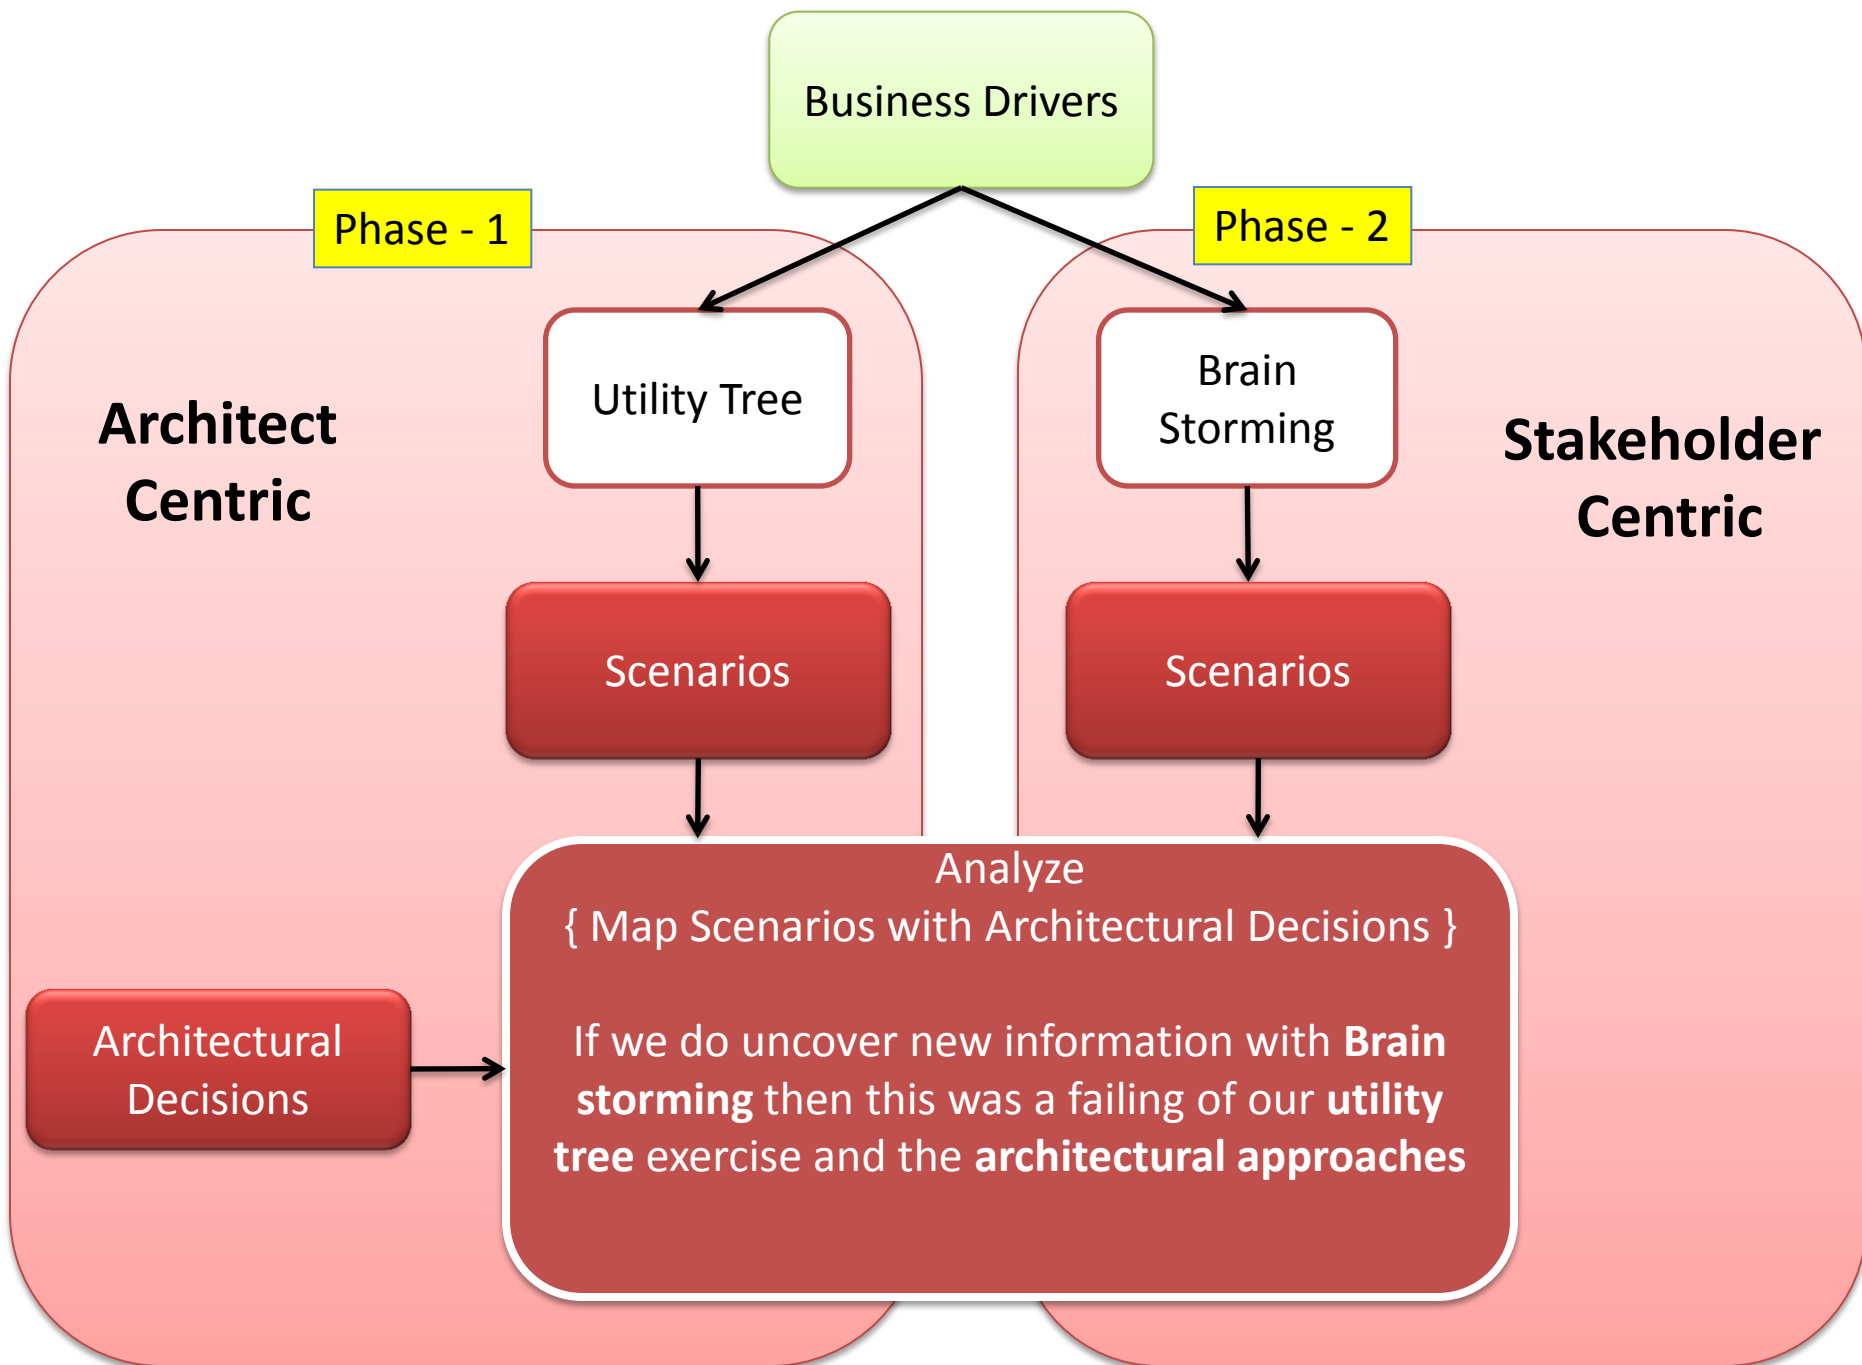 Business Drivers
Phase - 1
Phase - 2
Architect
Centric
Utility Tree
Brain
Storming
Stakeholder
Centric
Scenarios
Scenarios
Analyze
{ Map Scenarios with Architectural Decisions }
Architectural
Decisions
If we do uncover new information with Brain
storming then this was a failing of our utility
tree exercise and the architectural approaches